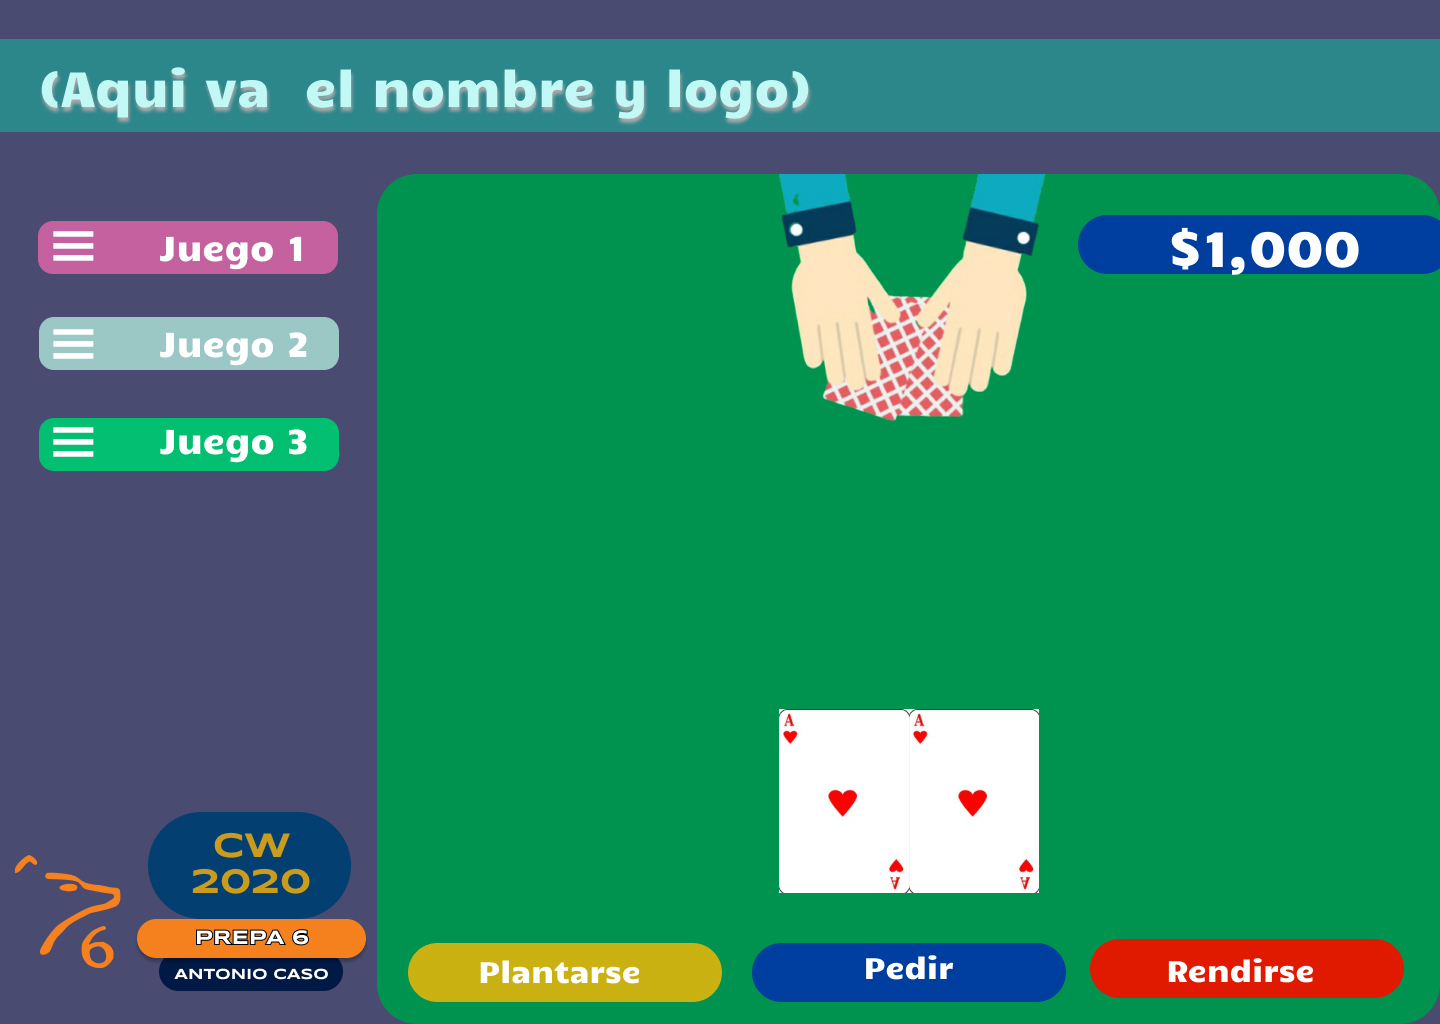 (Aqui va el nombre y logo)
$1,000
Juego 1
Juego 2
Juego 3
A A
A A
CW
2020
PREPA 6
ANTONIO CASO
6
Plantarse
Pedir
Rendirse